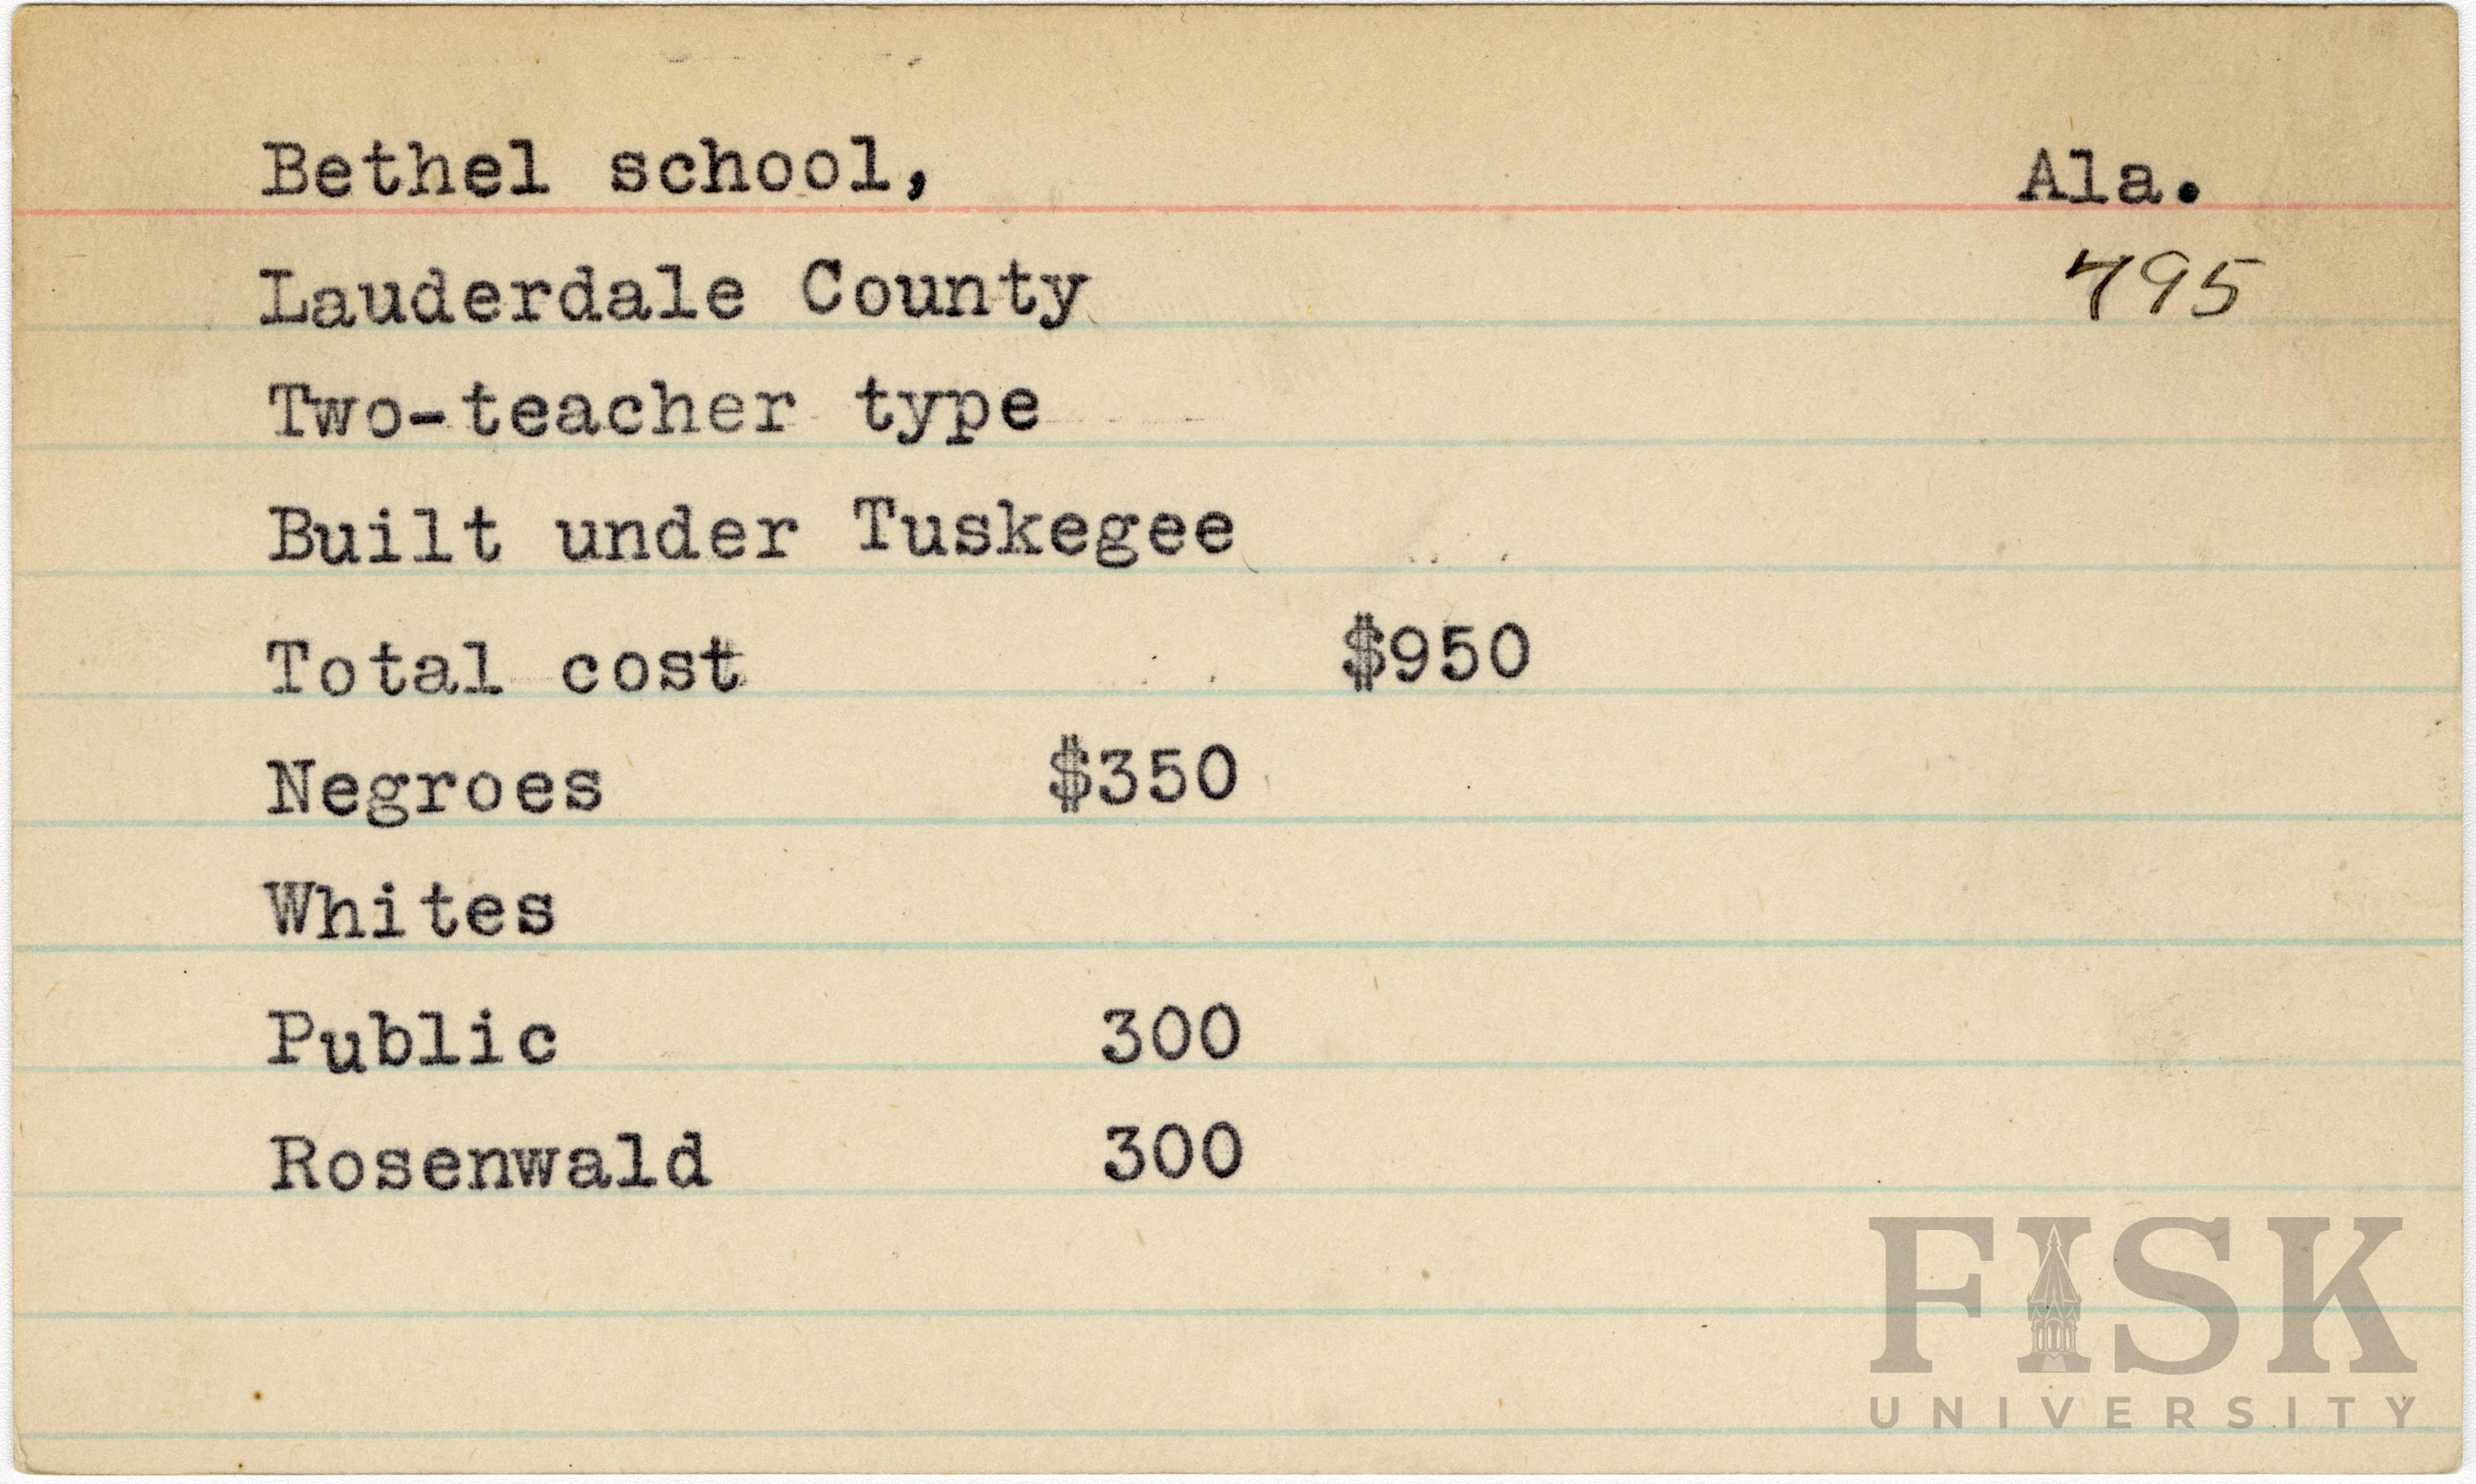 Bethel school, Ala.
Lauderdale County 795
Two-teacher type
Built under Tuskegee
Total cost $950
Negroes $350
Whites
Public 300
Rosenwald 300
FISK
UNIVERSITY